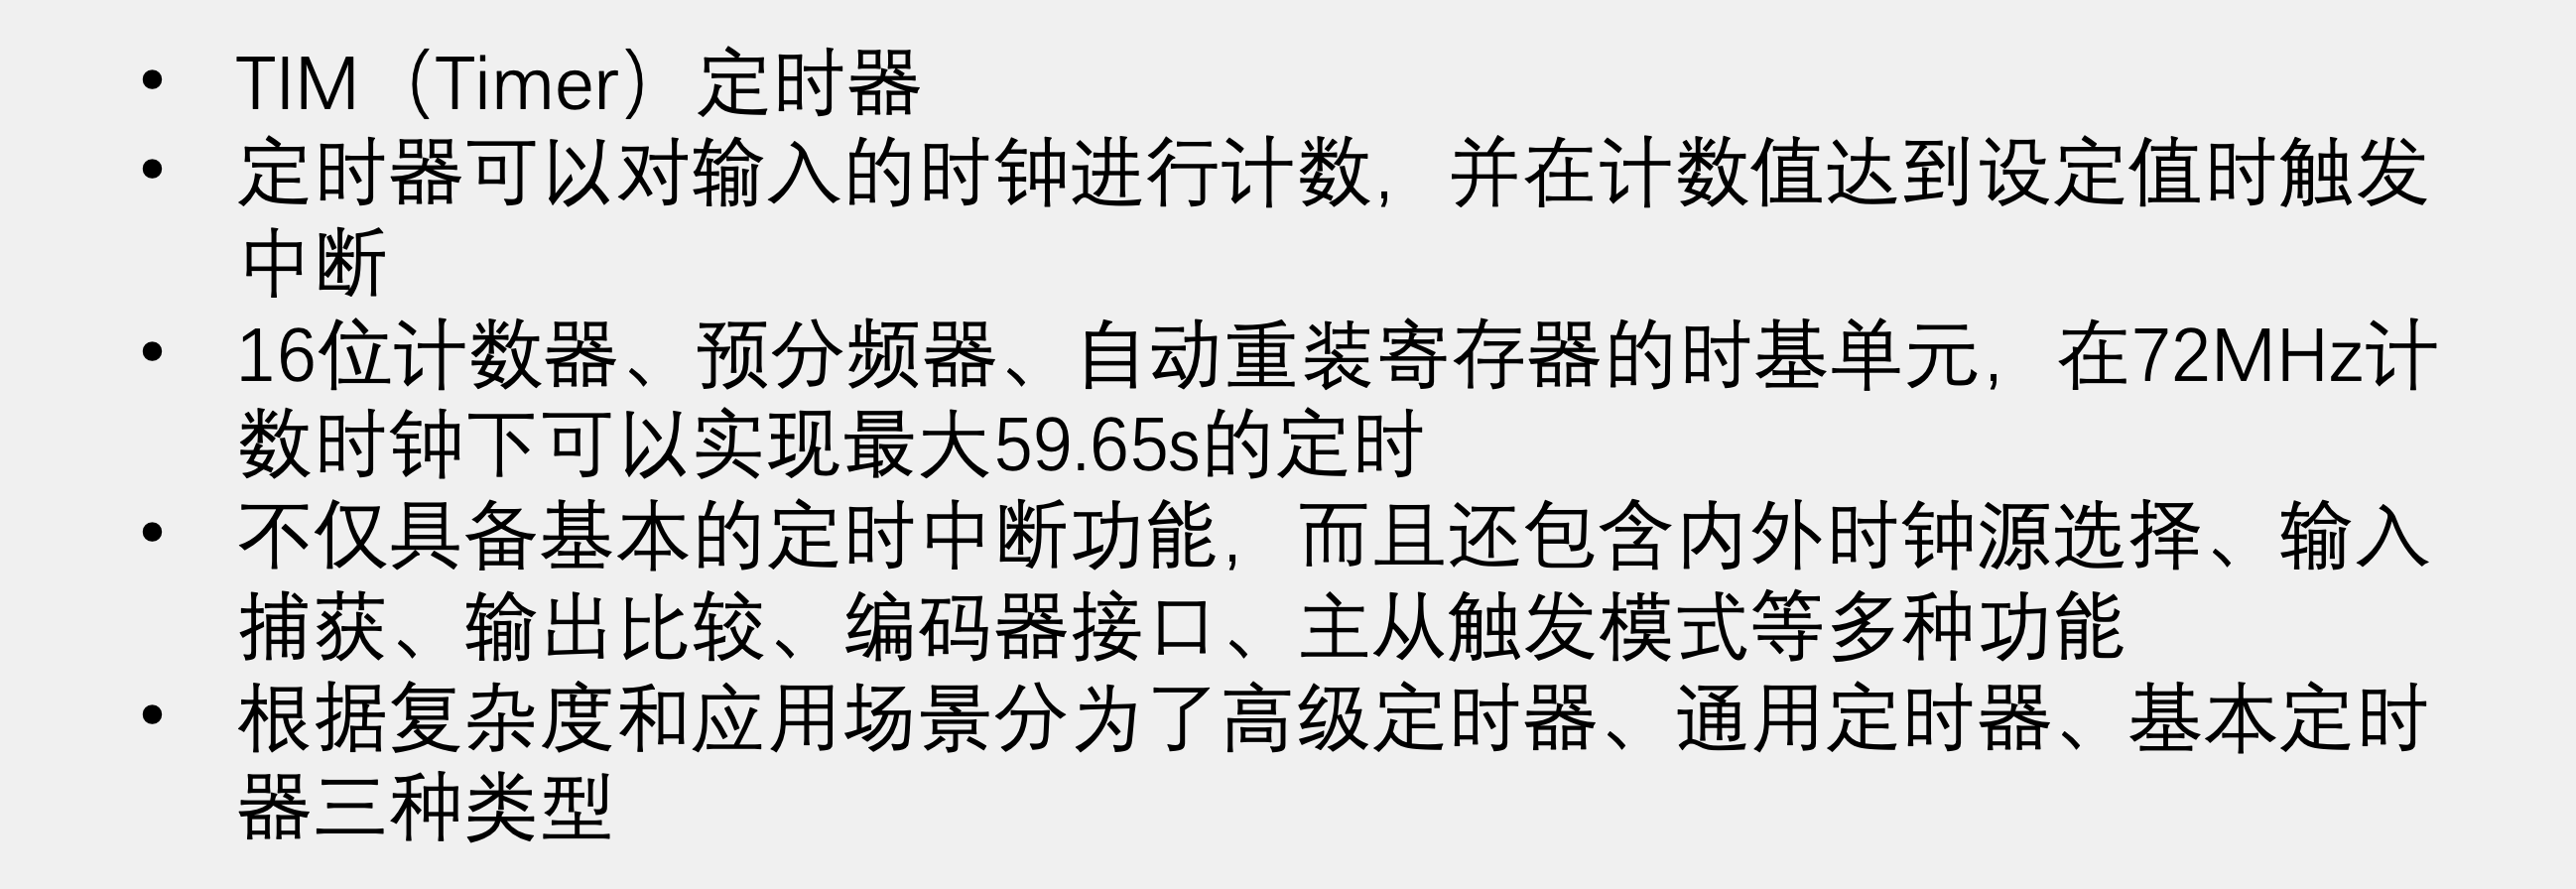 • TIM（Timer）定时器
• 定时器可以对输入的时钟进行计数，并在计数值达到设定值时触发
中断
• 16位计数器、预分频器、自动重装寄存器的时基单元，在72MHz计
数时钟下可以实现最大59.65s的定时
• 不仅具备基本的定时中断功能，而且还包含内外时钟源选择、输入
捕获、输出比较、编码器接口、主从触发模式等多种功能
• 根据复杂度和应用场景分为了高级定时器、通用定时器、基本定时
器三种类型